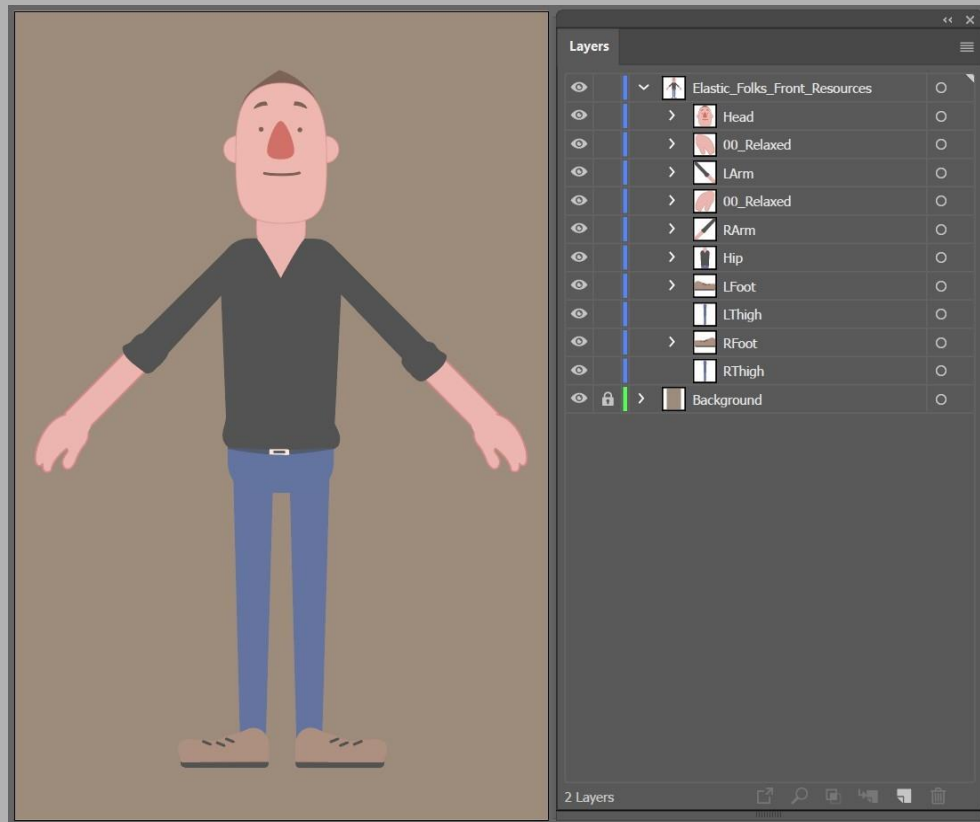 Layers
Elastic_Folks_Front_Resources
Head
00_Relaxed
LArm
00_Relaxed
RArm
Hip
LFoot
LThigh
RFoot
RThigh
Background
2 Layers